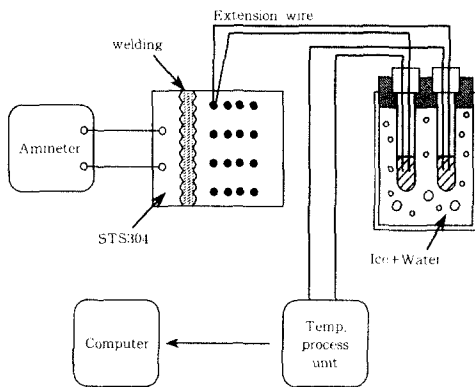 Extension wire
welding
Ammeter
STS304
Ice+Water
Computer
Temp.
process
unit